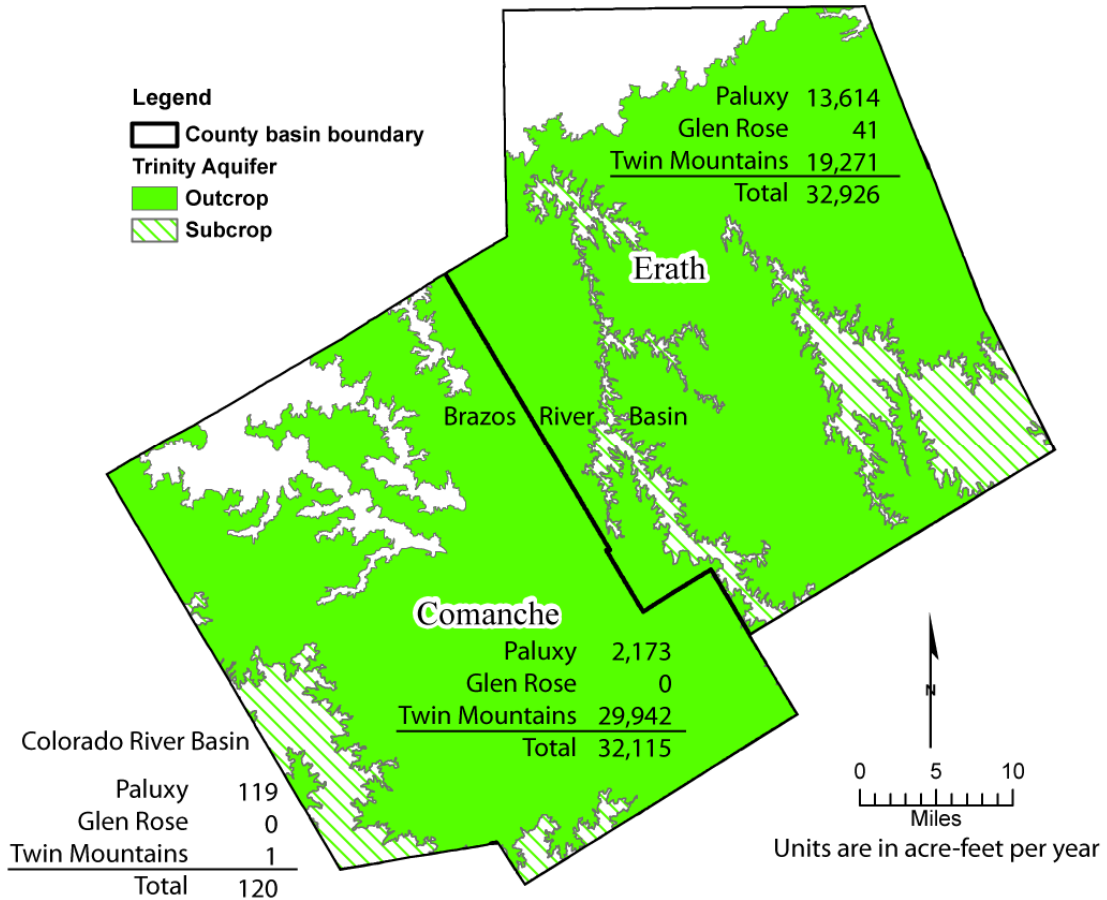 Legend
County basin boundary
Trinity Aquifer
Outcrop
Subcrop
Paluxy 13,614
Glen Rose 41
Twin Mountains 19,271
Total 32,926
Erath
Brazos River Basin
Comanche
Paluxy 2,173
Glen Rose 0
Twin Mountains 29,942
Total 32,115
Colorado River Basin
Paluxy 119
Glen Rose 0
Twin Mountains 1
Total 120
N
0 5 10
Miles
Units are in acre-feet per year